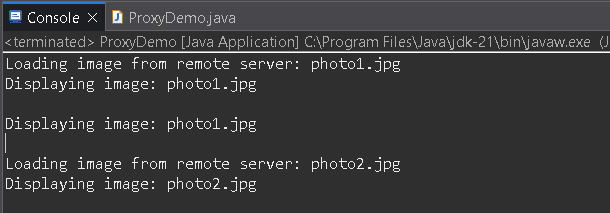 Console ProxyDemo.java
<terminated> ProxyDemo [Java Application] C:\Program Files\Java\jdk-21\bin\javaw.exe (J
Loading image from remote server: photo1.jpg
Displaying image: photo1.jpg
Displaying image: photo1.jpg
Loading image from remote server: photo2.jpg
Displaying image: photo2.jpg